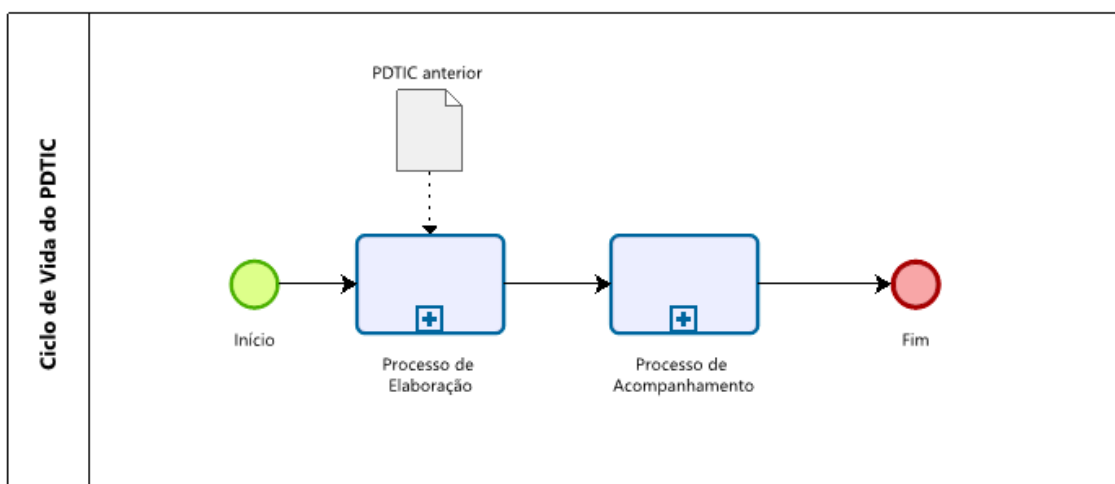 Ciclo de Vida do PDTIC
PDTIC anterior
Início
Processo de
Elaboração
Processo de
Acompanhamento
Fim